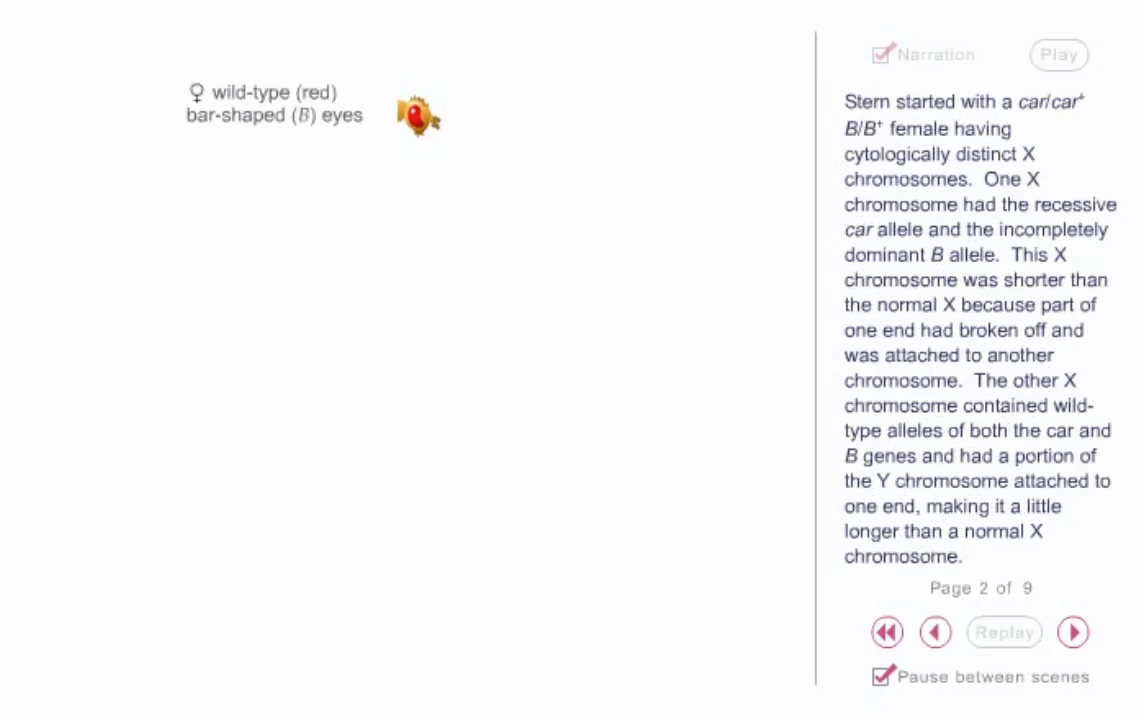 ♀ wild-type (red)
bar-shaped (B) eyes
Narration
Play
Stern started with a car/car⁺
B/B⁺ female having
cytologically distinct X
chromosomes. One X
chromosome had the recessive
car allele and the incompletely
dominant B allele. This X
chromosome was shorter than
the normal X because part of
one end had broken off and
was attached to another
chromosome. The other X
chromosome contained wild-
type alleles of both the car and
B genes and had a portion of
the Y chromosome attached to
one end, making it a little
longer than a normal X
chromosome.
Page 2 of 9
Replay
Pause between scenes